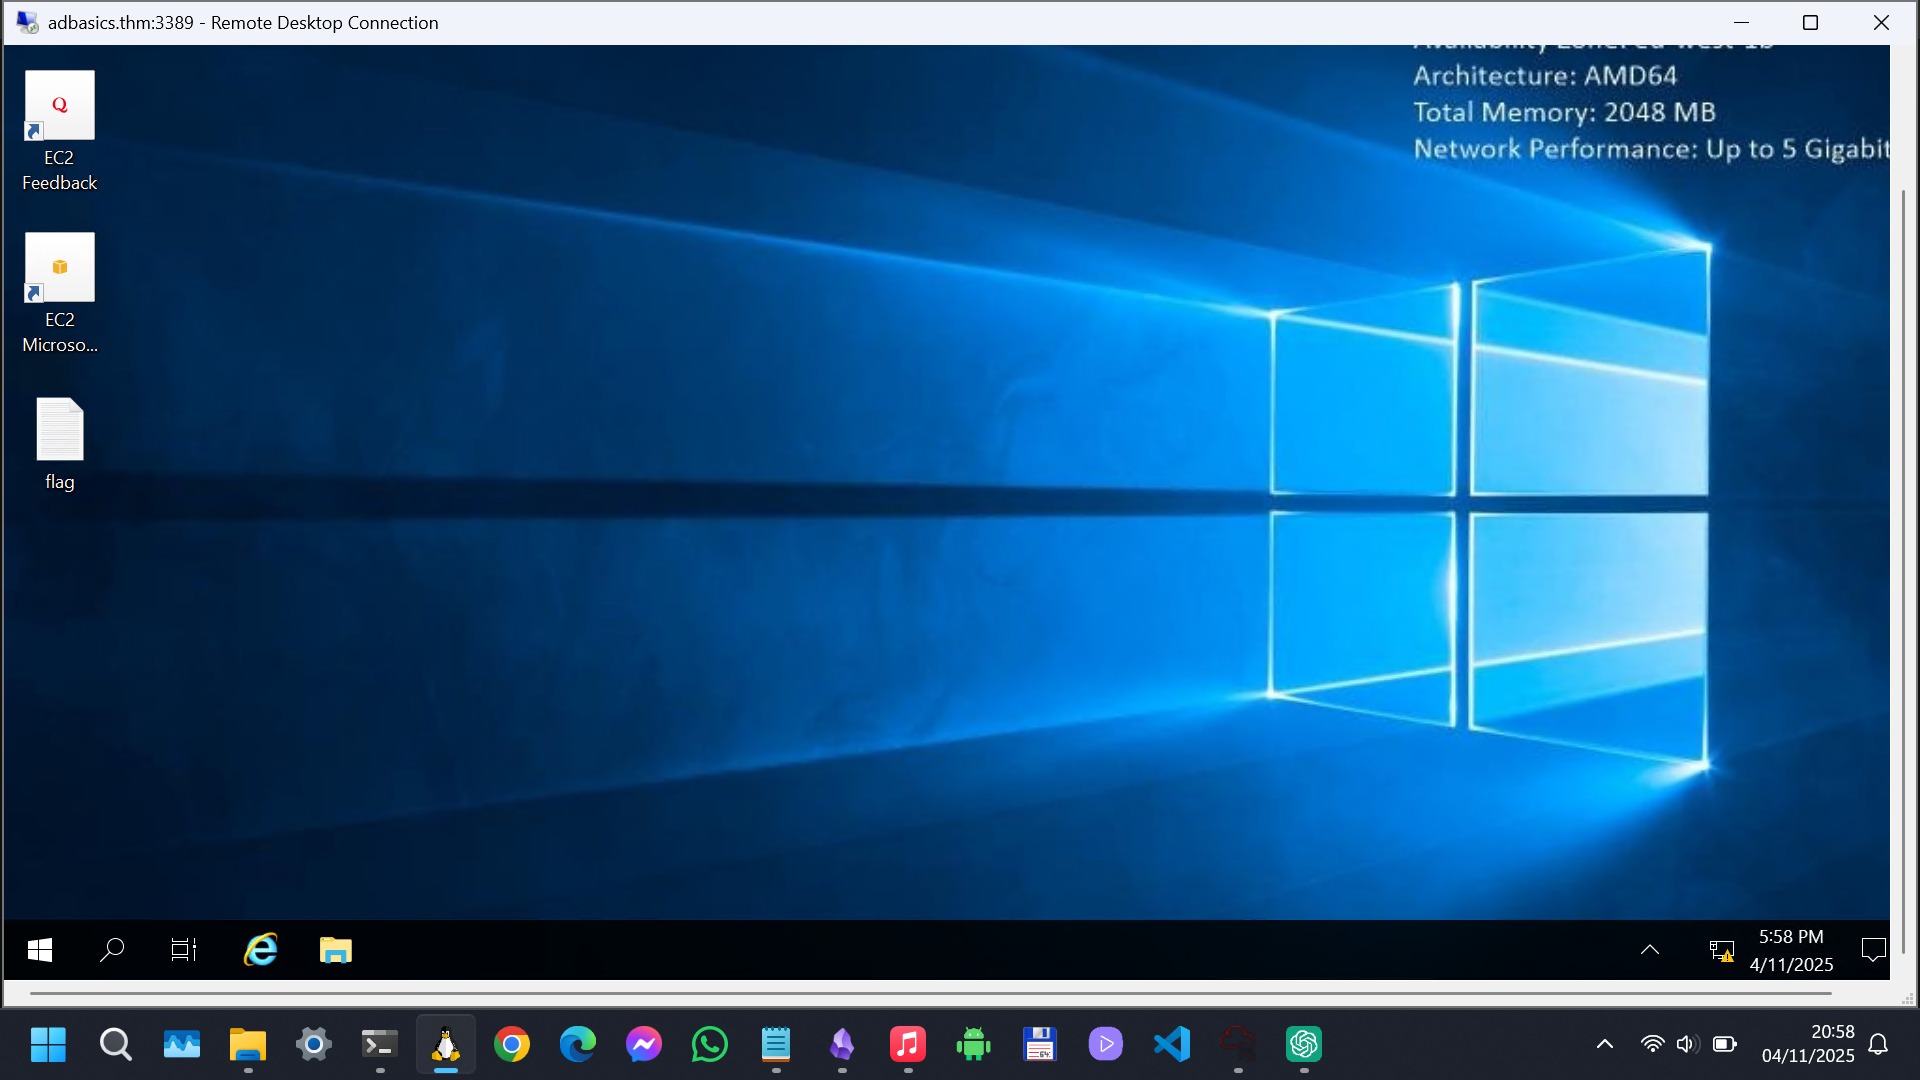 adbasics.thm:3389 - Remote Desktop Connection
Architecture: AMD64
Total Memory: 2048 MB
Network Performance: Up to 5 Gigabit
Q
EC2
Feedback
EC2
Microso...
flag
5:58 PM
4/11/2025
64
20:58
04/11/2025